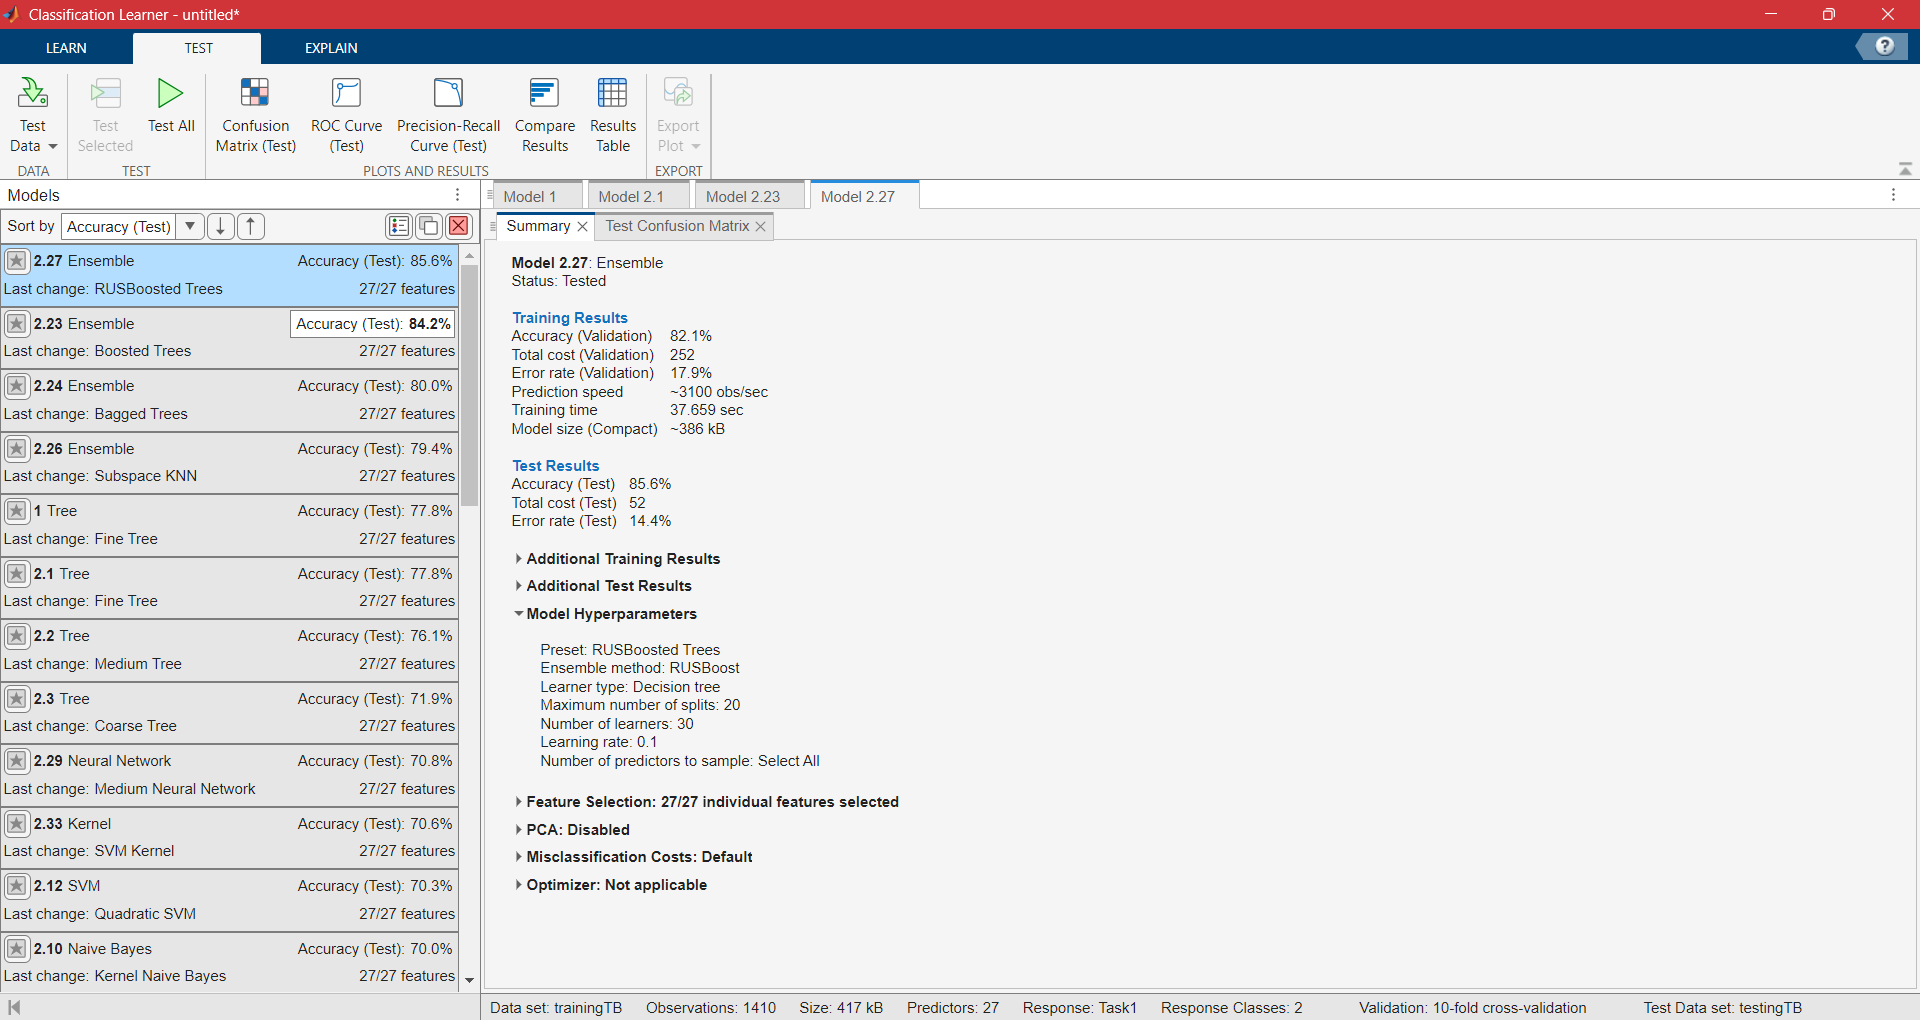 Classification Learner - untitled*
LEARN
TEST
EXPLAIN
?
Test Data
Test Selected
Test All
Confusion Matrix (Test)
ROC Curve (Test)
Precision-Recall Curve (Test)
Compare Results
Results Table
Export Plot
DATA
TEST
PLOTS AND RESULTS
EXPORT
Models
Sort by Accuracy (Test)
2.27 Ensemble Accuracy (Test): 85.6%
Last change: RUSBoosted Trees 27/27 features
2.23 Ensemble Accuracy (Test): 84.2%
Last change: Boosted Trees 27/27 features
2.24 Ensemble Accuracy (Test): 80.0%
Last change: Bagged Trees 27/27 features
2.26 Ensemble Accuracy (Test): 79.4%
Last change: Subspace KNN 27/27 features
1 Tree Accuracy (Test): 77.8%
Last change: Fine Tree 27/27 features
2.1 Tree Accuracy (Test): 77.8%
Last change: Fine Tree 27/27 features
2.2 Tree Accuracy (Test): 76.1%
Last change: Medium Tree 27/27 features
2.3 Tree Accuracy (Test): 71.9%
Last change: Coarse Tree 27/27 features
2.29 Neural Network Accuracy (Test): 70.8%
Last change: Medium Neural Network 27/27 features
2.33 Kernel Accuracy (Test): 70.6%
Last change: SVM Kernel 27/27 features
2.12 SVM Accuracy (Test): 70.3%
Last change: Quadratic SVM 27/27 features
2.10 Naive Bayes Accuracy (Test): 70.0%
Last change: Kernel Naive Bayes 27/27 features
Model 1
Model 2.1
Model 2.23
Model 2.27
Summary
Test Confusion Matrix
Model 2.27: Ensemble
Status: Tested
Training Results
Accuracy (Validation) 82.1%
Total cost (Validation) 252
Error rate (Validation) 17.9%
Prediction speed ~3100 obs/sec
Training time 37.659 sec
Model size (Compact) ~386 kB
Test Results
Accuracy (Test) 85.6%
Total cost (Test) 52
Error rate (Test) 14.4%
Additional Training Results
Additional Test Results
Model Hyperparameters
Preset: RUSBoosted Trees
Ensemble method: RUSBoost
Learner type: Decision tree
Maximum number of splits: 20
Number of learners: 30
Learning rate: 0.1
Number of predictors to sample: Select All
Feature Selection: 27/27 individual features selected
PCA: Disabled
Misclassification Costs: Default
Optimizer: Not applicable
Data set: trainingTB Observations: 1410 Size: 417 kB Predictors: 27 Response: Task1 Response Classes: 2 Validation: 10-fold cross-validation Test Data set: testingTB